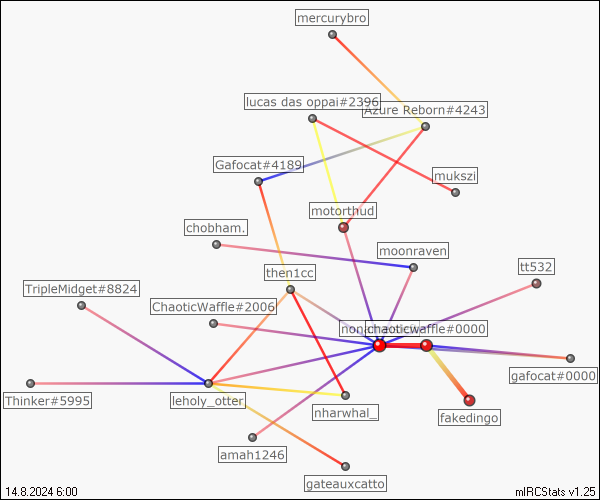 mercurybro
lucas das oppai#2396
Azure Reborn#4243
Gafocat#4189
mukszi
motorthud
chobham.
moonraven
then1cc
tt532
TripleMidget#8824
ChaoticWaffle#2006
chaoticwaffle#0000
gafocat#0000
Thinker#5995
leholy_otter
nharwhal_
fakedingo
amah1246
gateauxcatto
14.8.2024 6:00
mIRCStats v1.25